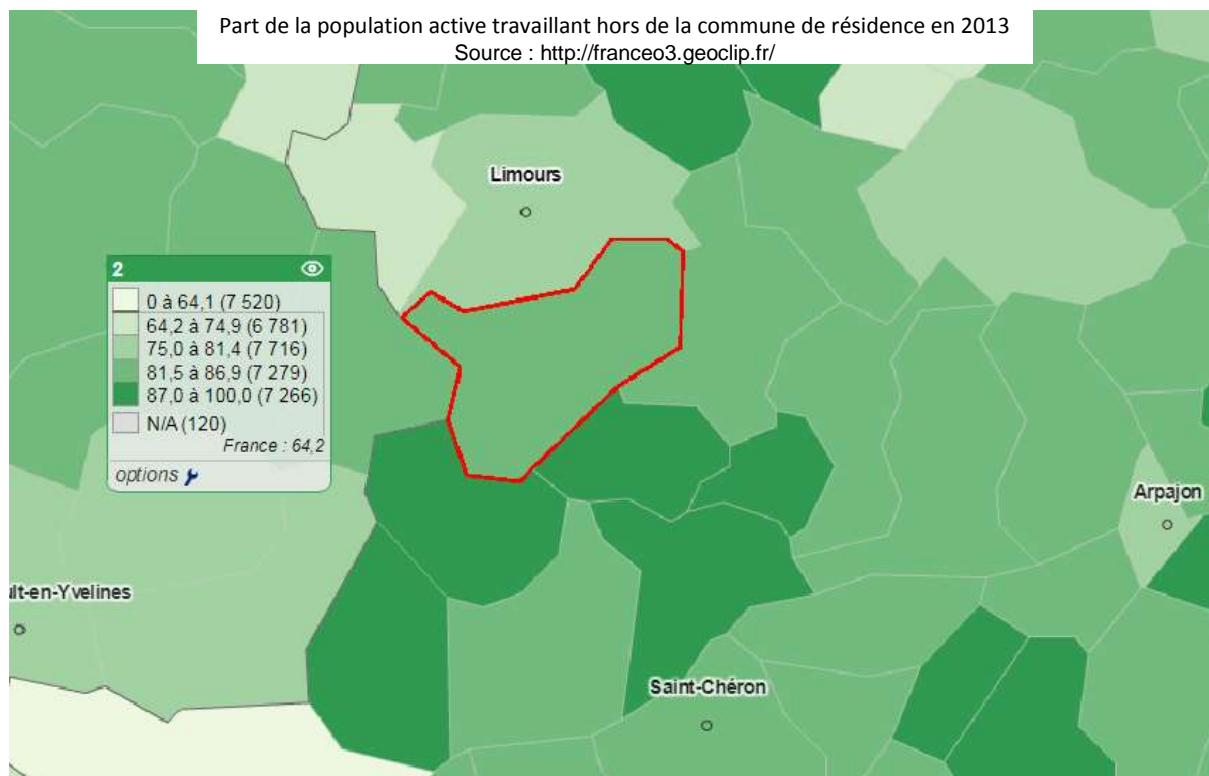 Part de la population active travaillant hors de la commune de résidence en 2013
Source : http://franceo3.geoclip.fr/
Limours
2
0 à 64,1 (7 520)
64,2 à 74,9 (6 781)
75,0 à 81,4 (7 716)
81,5 à 86,9 (7 279)
87,0 à 100,0 (7 266)
N/A (120)
France : 64,2
options
Arpajon
ult-en-Yvelines
Saint-Chéron